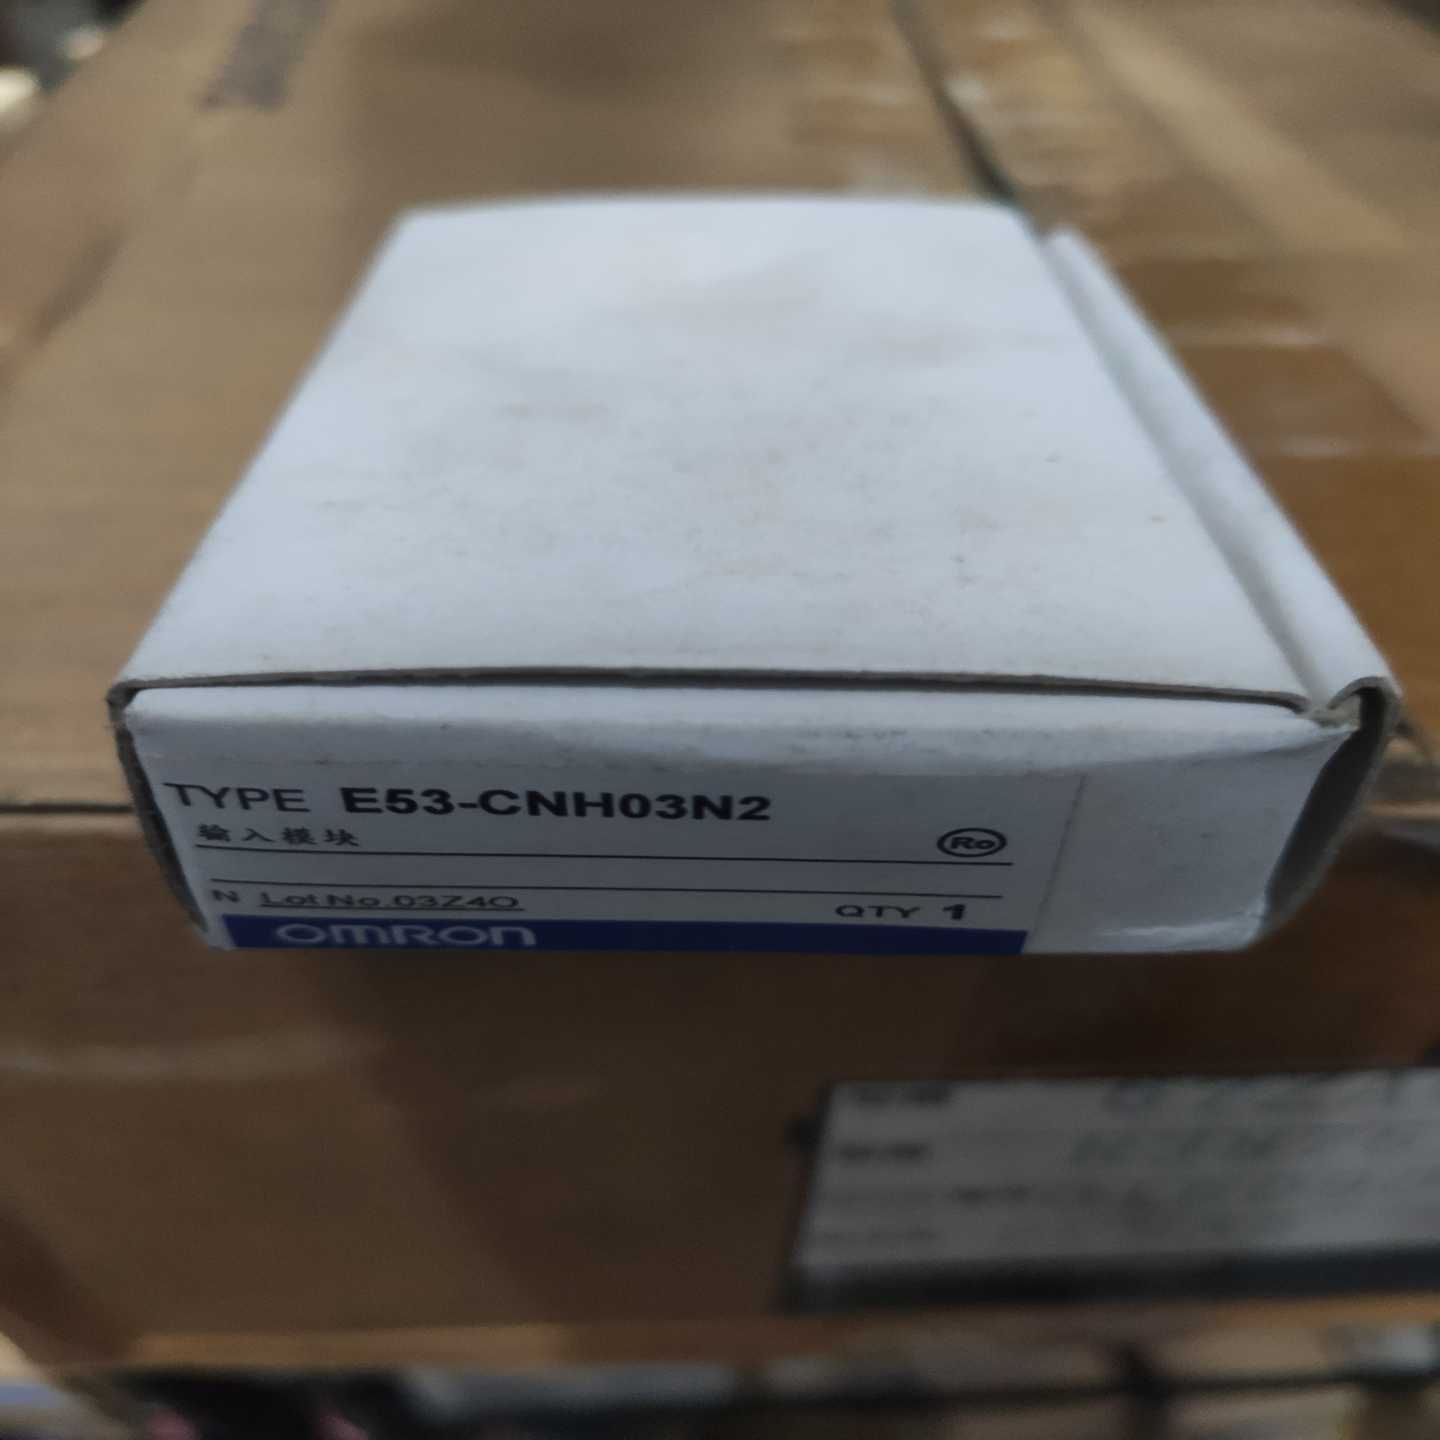 TYPE E53-CNH03N2
输入模块
Ro
N Lot No. 03Z4O
QTY 1
OMRON